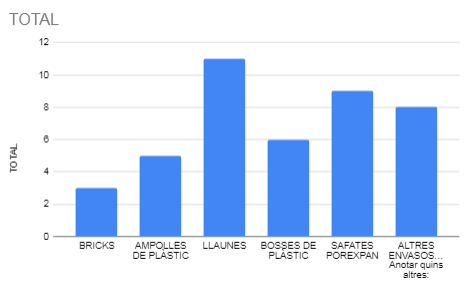 TOTAL
12
10
8
6
4
2
0
TOTAL
BRICKS
AMPOLLES
DE PLÀSTIC
LLAUNES
BOSSES DE
PLÀSTIC
SAFATES
POREXPAN
ALTRES
ENVASOS...
Anotar quins
altres: